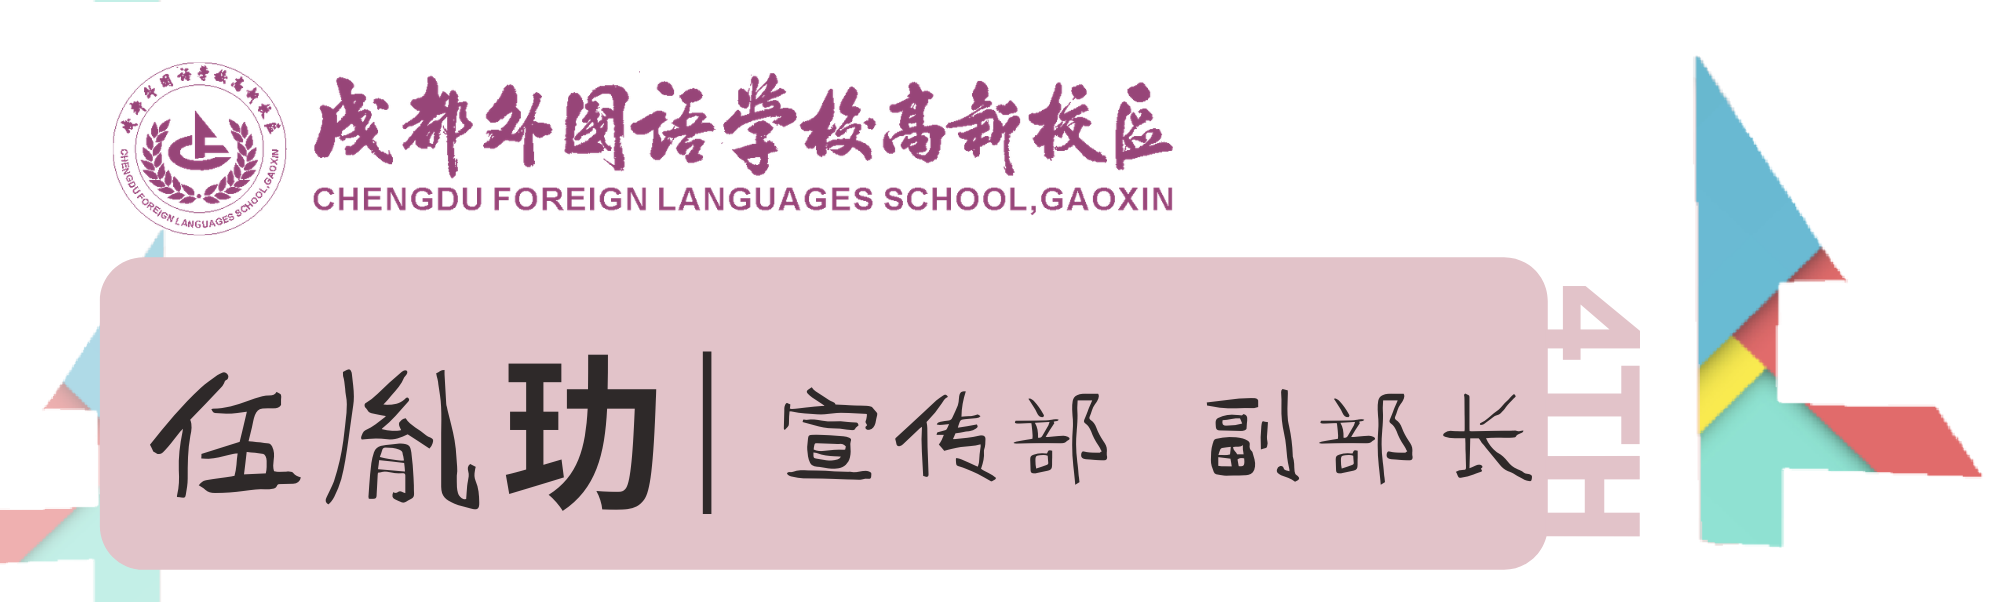 成都外国语学校高新校区
CHENGDU FOREIGN LANGUAGES SCHOOL,GAOXIN
成都外国语学校高新校区
CHENGDU FOREIGN LANGUAGES SCHOOL,GAOXIN
伍胤玏|宣传部 副部长
4TH